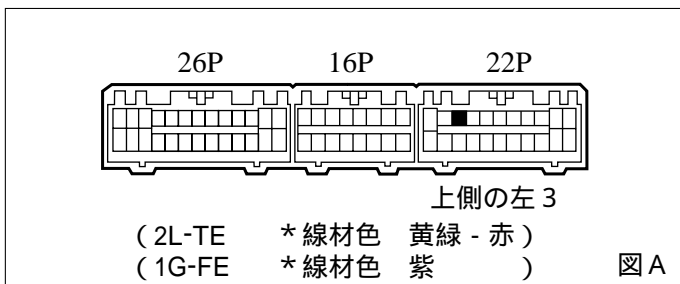 26P 16P 22P
上側の左3
(2L-TE *線材色 黄緑-赤)
(1G-FE *線材色 紫 ) 図A